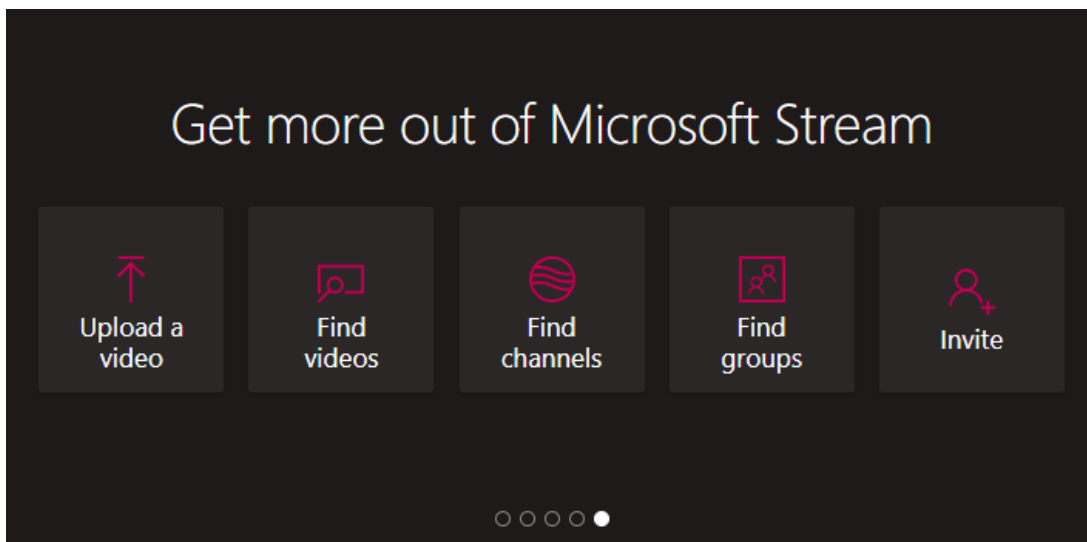 Get more out of Microsoft Stream
Upload a
video
Find
videos
Find
channels
Find
groups
Invite